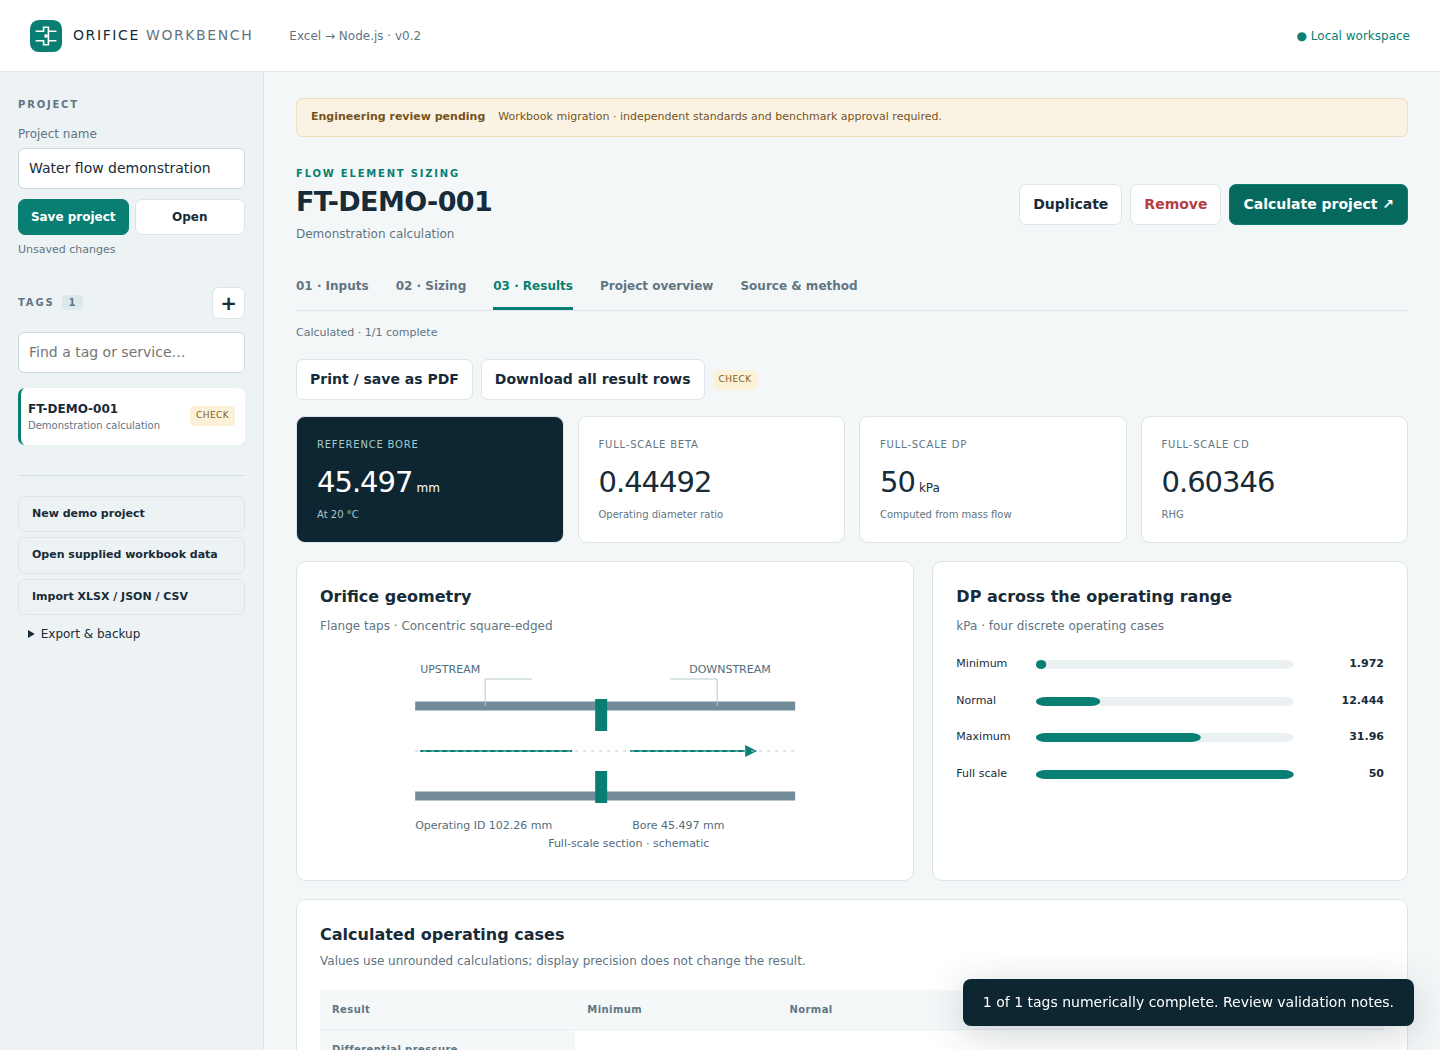 ORIFICE WORKBENCH
Excel → Node.js · v0.2
● Local workspace
PROJECT
Project name
Water flow demonstration
Save project
Open
Unsaved changes
TAGS 1
+
Find a tag or service…
FT-DEMO-001
Demonstration calculation
CHECK
New demo project
Open supplied workbook data
Import XLSX / JSON / CSV
▶ Export & backup
Engineering review pending Workbook migration · independent standards and benchmark approval required.
FLOW ELEMENT SIZING
FT-DEMO-001
Demonstration calculation
Duplicate
Remove
Calculate project ↗
01 · Inputs
02 · Sizing
03 · Results
Project overview
Source & method
Calculated · 1/1 complete
Print / save as PDF
Download all result rows
CHECK
REFERENCE BORE
45.497 mm
At 20 °C
FULL-SCALE BETA
0.44492
Operating diameter ratio
FULL-SCALE DP
50 kPa
Computed from mass flow
FULL-SCALE CD
0.60346
RHG
Orifice geometry
Flange taps · Concentric square-edged
UPSTREAM
DOWNSTREAM
Operating ID 102.26 mm
Bore 45.497 mm
Full-scale section · schematic
DP across the operating range
kPa · four discrete operating cases
Minimum 1.972
Normal 12.444
Maximum 31.96
Full scale 50
Calculated operating cases
Values use unrounded calculations; display precision does not change the result.
Result Minimum Normal
Differential pressure
1 of 1 tags numerically complete. Review validation notes.